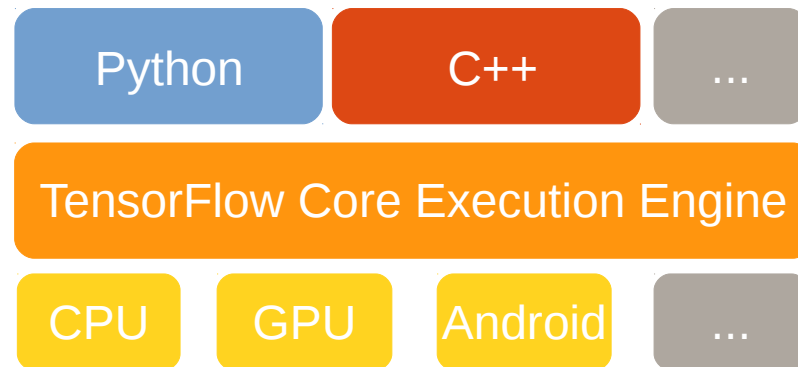 Python C++ ...
TensorFlow Core Execution Engine
CPU GPU Android ...